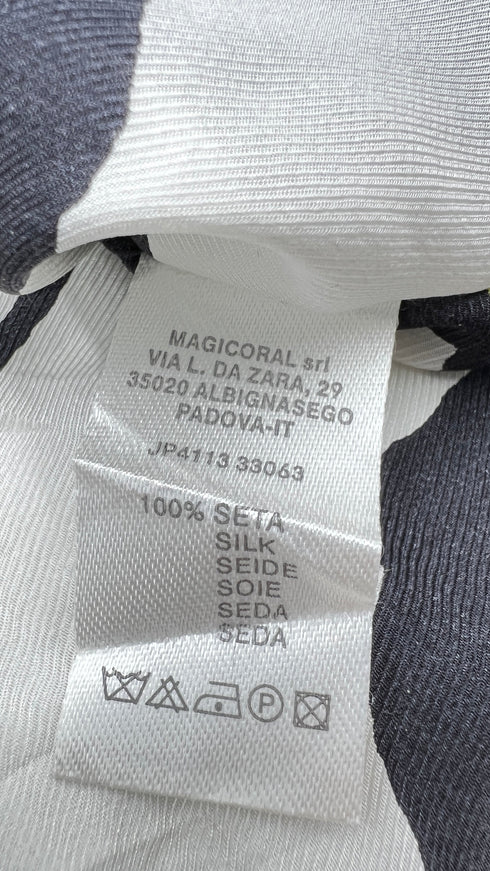 MAGICORAL srl
VIA L. DA ZARA, 29
35020 ALBIGNASEGO
PADOVA-IT
JP4113 33063
100% SETA
SILK
SEIDE
SOIE
SEDA
SEDA
P